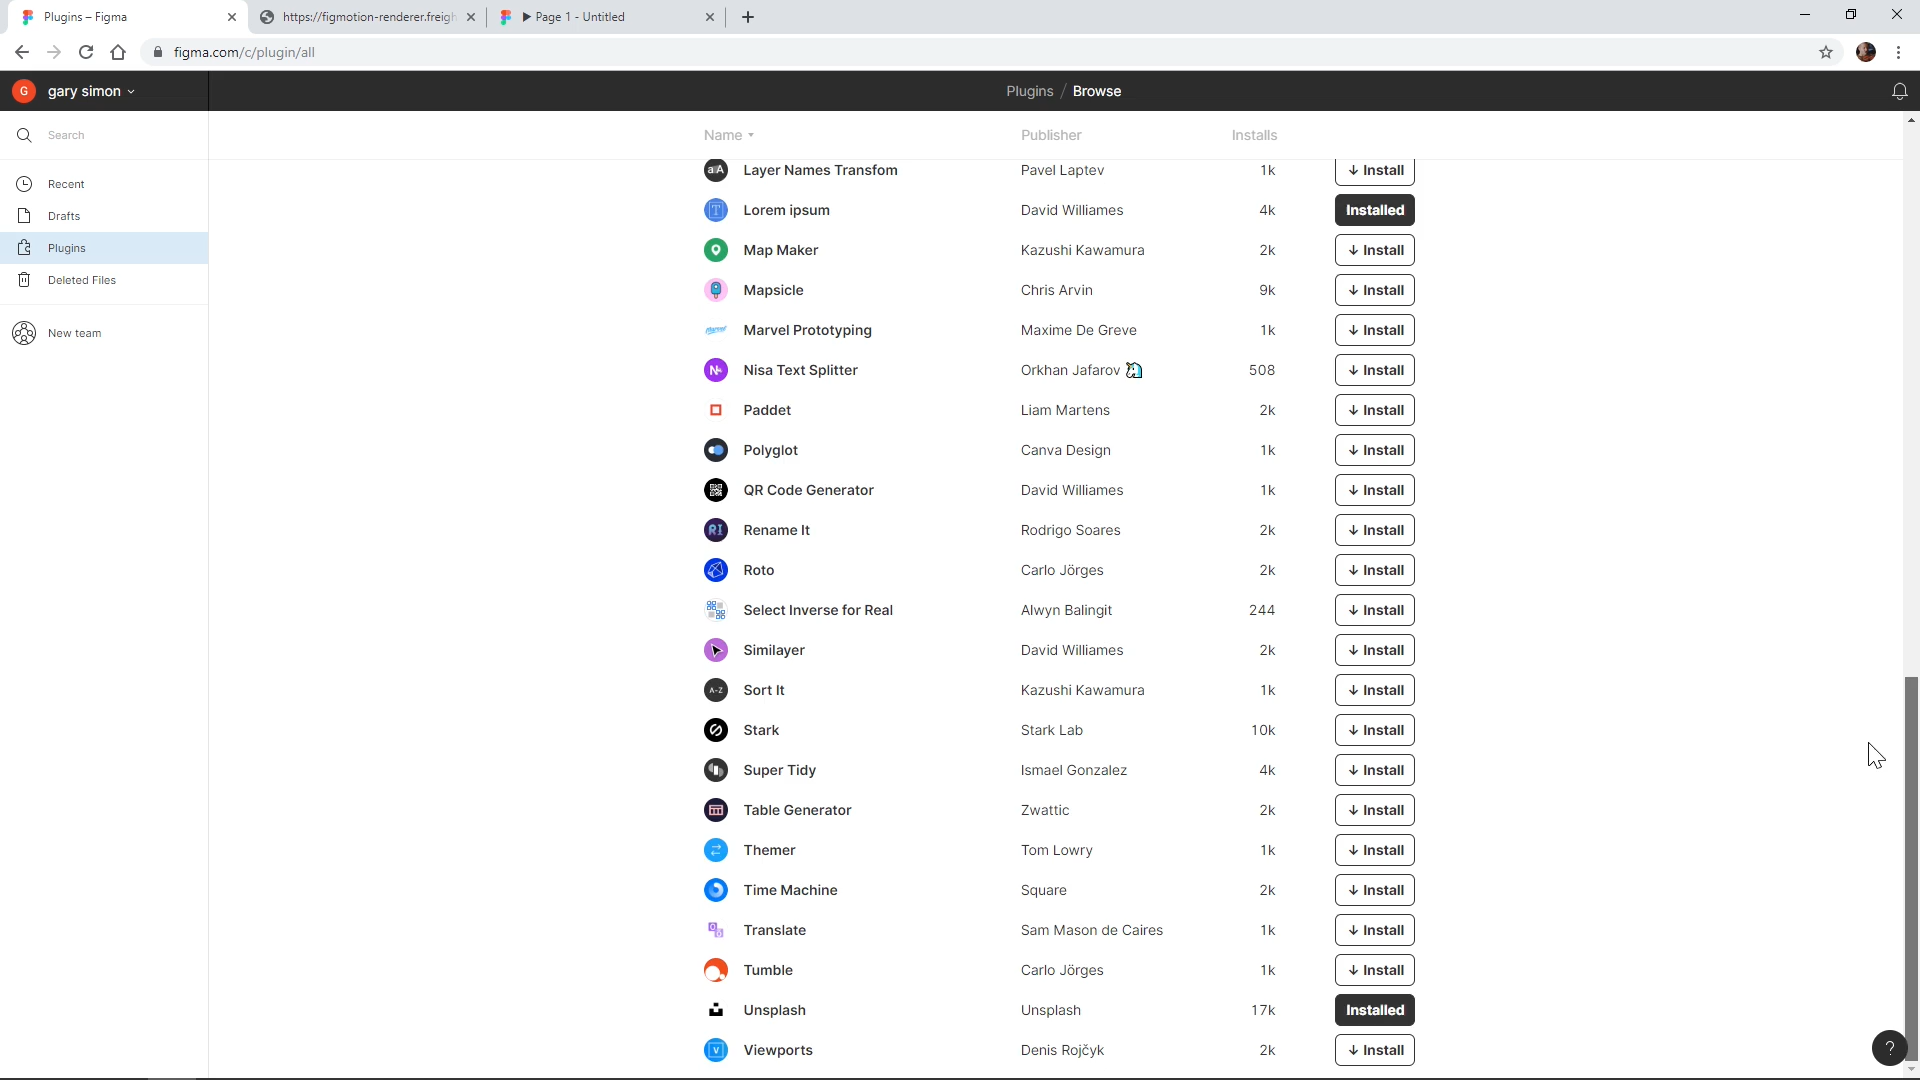 Plugins – Figma
https://figmotion-renderer.freigh
▶ Page 1 - Untitled
figma.com/c/plugin/all
G gary simon
Plugins / Browse
Search
Recent
Drafts
Plugins
Deleted Files
New team
Name Publisher Installs
aA Layer Names Transfom Pavel Laptev 1k Install
T Lorem ipsum David Williames 4k Installed
Map Maker Kazushi Kawamura 2k Install
Mapsicle Chris Arvin 9k Install
Marvel Prototyping Maxime De Greve 1k Install
N Nisa Text Splitter Orkhan Jafarov 508 Install
Paddet Liam Martens 2k Install
Polyglot Canva Design 1k Install
QR Code Generator David Williames 1k Install
RI Rename It Rodrigo Soares 2k Install
Roto Carlo Jörges 2k Install
Select Inverse for Real Alwyn Balingit 244 Install
Similayer David Williames 2k Install
A-Z Sort It Kazushi Kawamura 1k Install
Stark Stark Lab 10k Install
Super Tidy Ismael Gonzalez 4k Install
Table Generator Zwattic 2k Install
Themer Tom Lowry 1k Install
Time Machine Square 2k Install
Translate Sam Mason de Caires 1k Install
Tumble Carlo Jörges 1k Install
Unsplash Unsplash 17k Installed
V Viewports Denis Rojčyk 2k Install
?